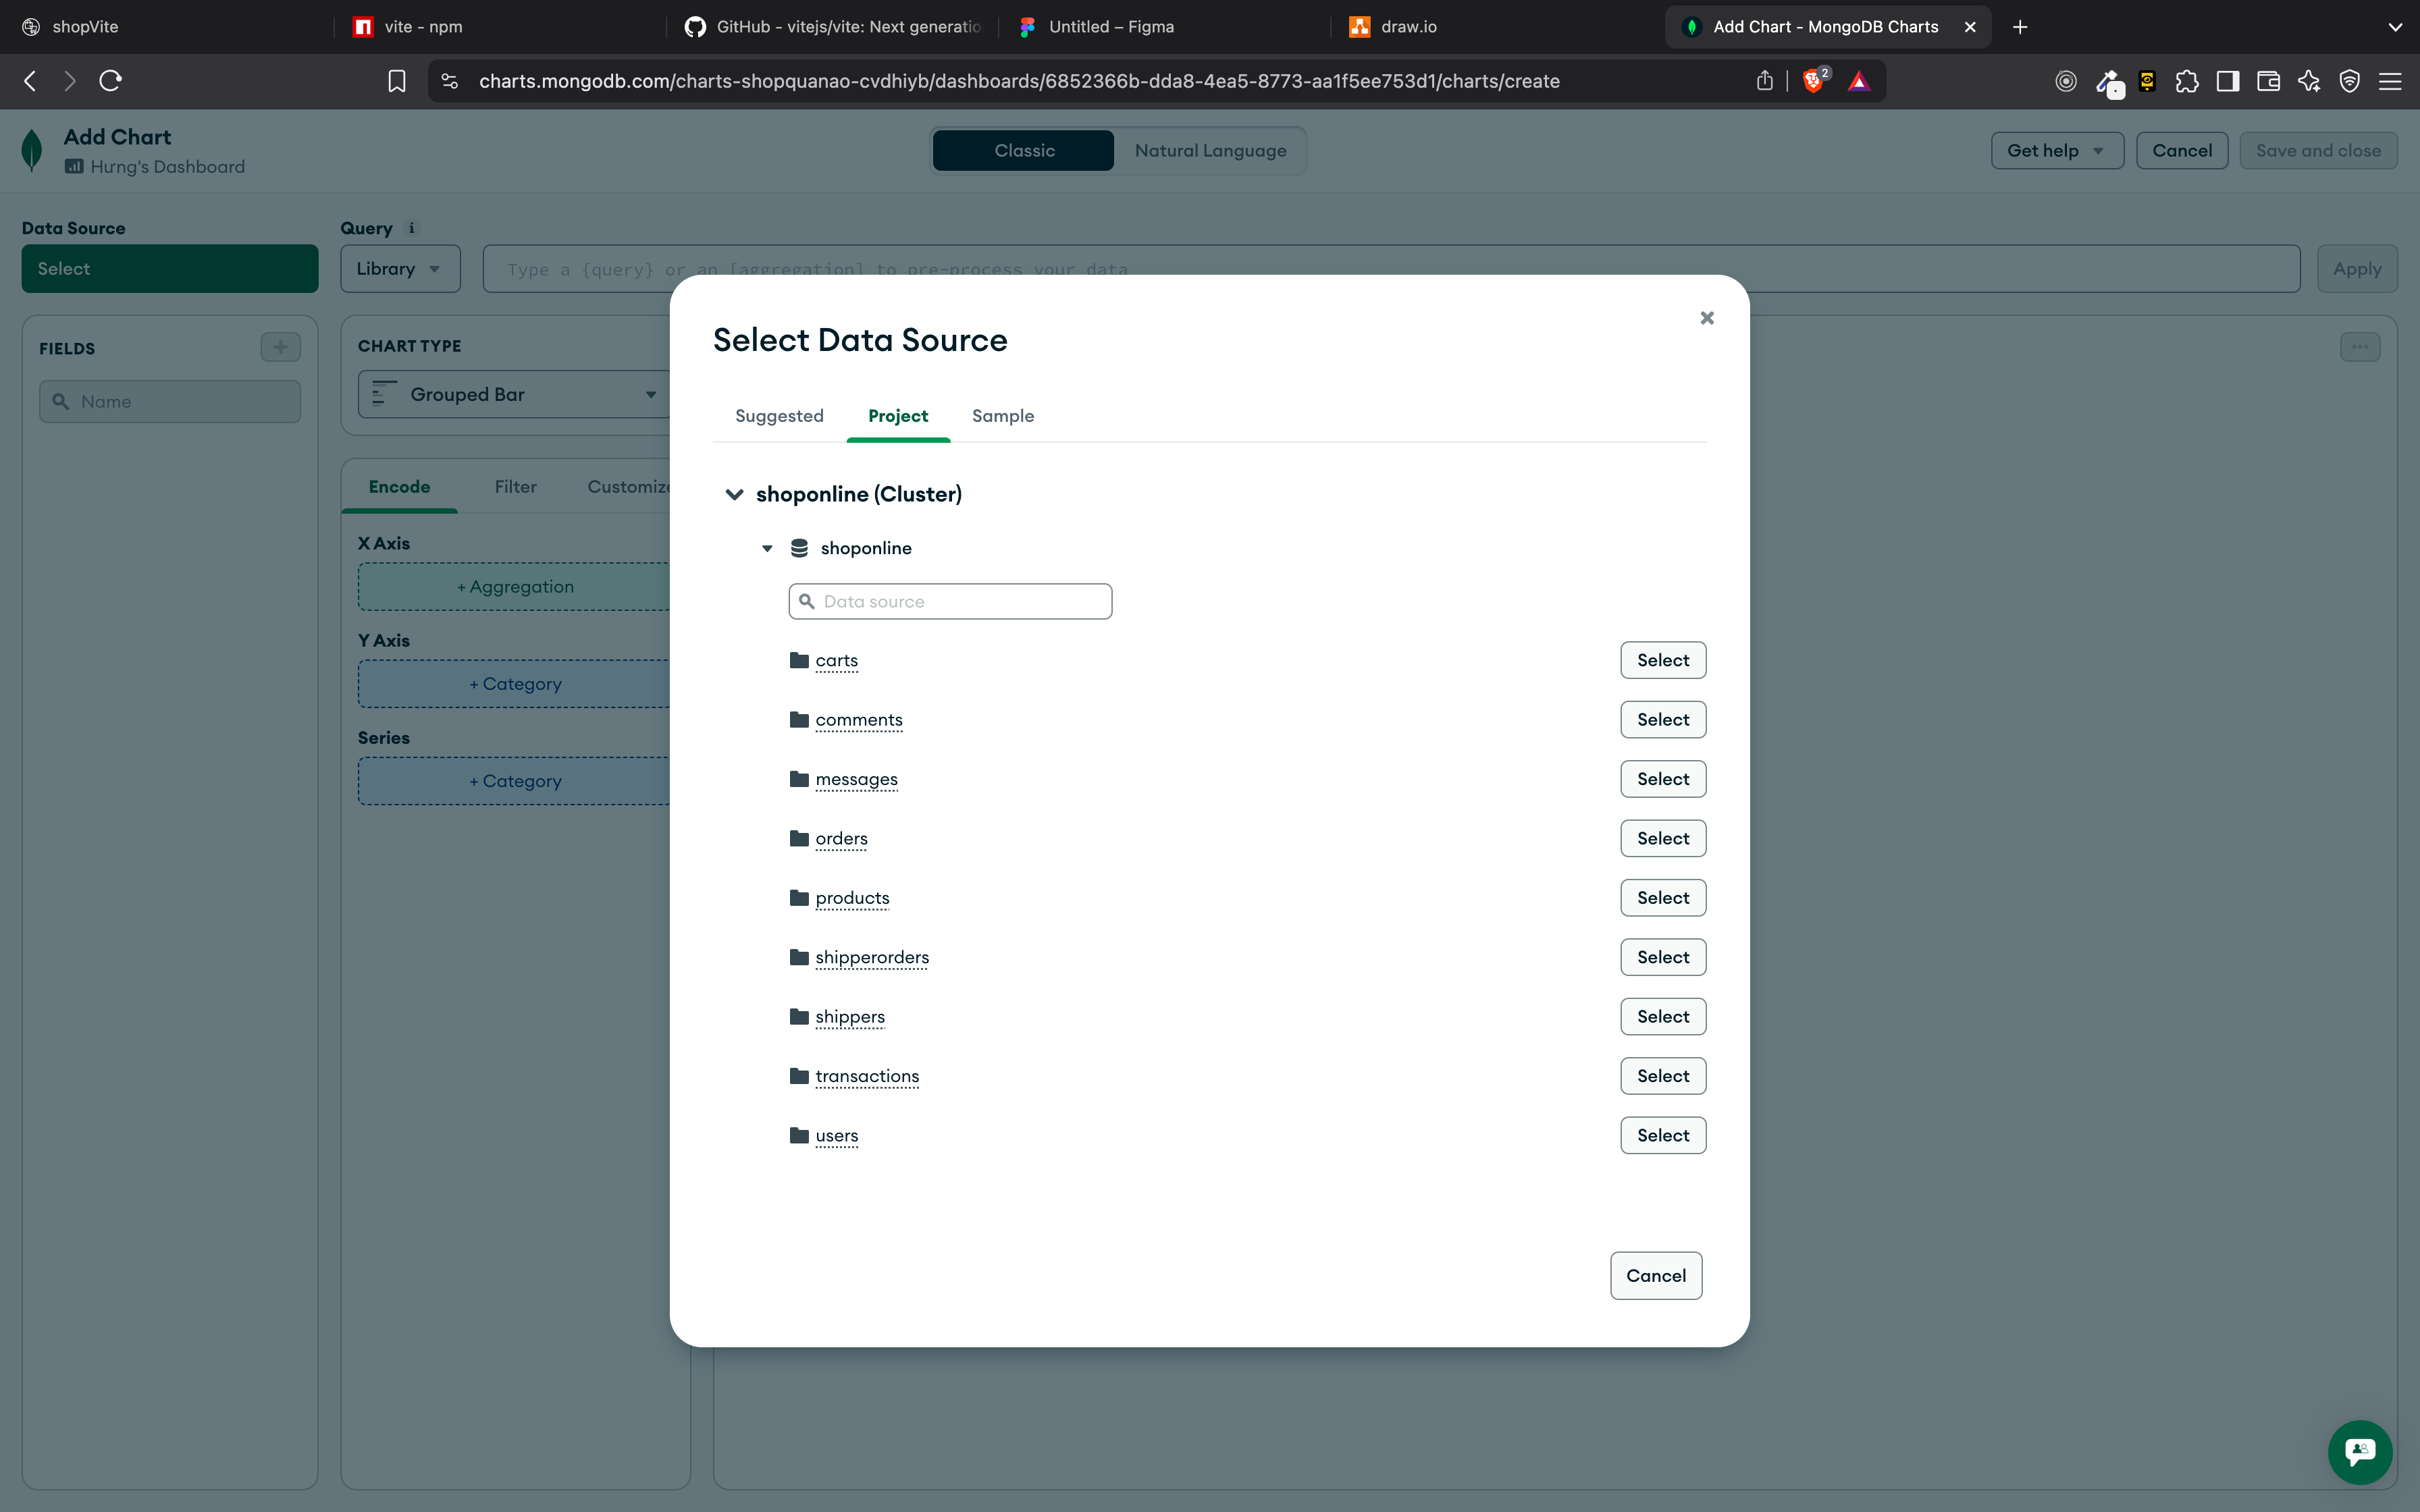 shopVite
vite - npm
GitHub - vitejs/vite: Next generatio
Untitled – Figma
draw.io
Add Chart - MongoDB Charts
charts.mongodb.com/charts-shopquanao-cvdhiyb/dashboards/6852366b-dda8-4ea5-8773-aa1f5ee753d1/charts/create
2
Add Chart
Hurng's Dashboard
Classic
Natural Language
Get help
Cancel
Save and close
Data Source
Query
Select
Library
Type a {query} or an [aggregation] to pre-process your data
Apply
FIELDS
Name
CHART TYPE
Grouped Bar
Encode
Filter
Customize
X Axis
+ Aggregation
Y Axis
+ Category
Series
+ Category
Select Data Source
Suggested
Project
Sample
shoponline (Cluster)
shoponline
Data source
carts Select
comments Select
messages Select
orders Select
products Select
shipperorders Select
shippers Select
transactions Select
users Select
Cancel